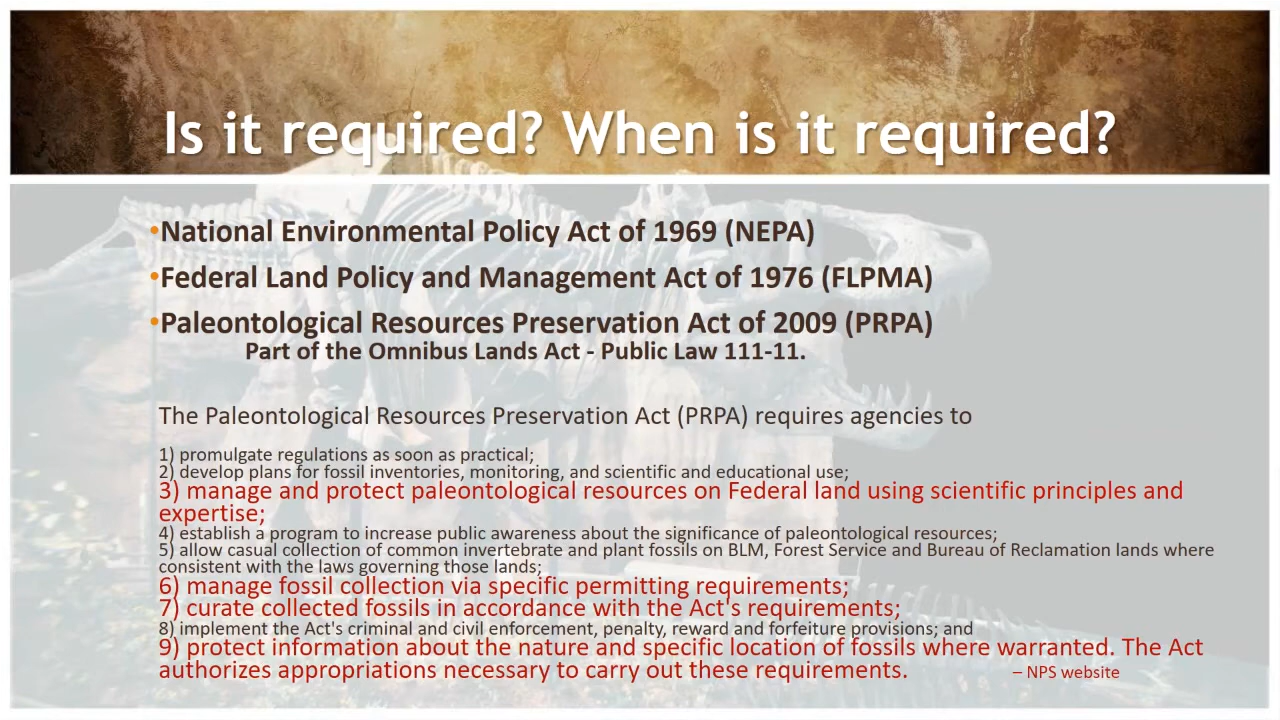 Is it required? When is it required?
•National Environmental Policy Act of 1969 (NEPA)
•Federal Land Policy and Management Act of 1976 (FLPMA)
•Paleontological Resources Preservation Act of 2009 (PRPA)
Part of the Omnibus Lands Act - Public Law 111-11.
The Paleontological Resources Preservation Act (PRPA) requires agencies to
1) promulgate regulations as soon as practical;
2) develop plans for fossil inventories, monitoring, and scientific and educational use;
3) manage and protect paleontological resources on Federal land using scientific principles and
expertise;
4) establish a program to increase public awareness about the significance of paleontological resources;
5) allow casual collection of common invertebrate and plant fossils on BLM, Forest Service and Bureau of Reclamation lands where
consistent with the laws governing those lands;
6) manage fossil collection via specific permitting requirements;
7) curate collected fossils in accordance with the Act's requirements;
8) implement the Act's criminal and civil enforcement, penalty, reward and forfeiture provisions; and
9) protect information about the nature and specific location of fossils where warranted. The Act
authorizes appropriations necessary to carry out these requirements. – NPS website